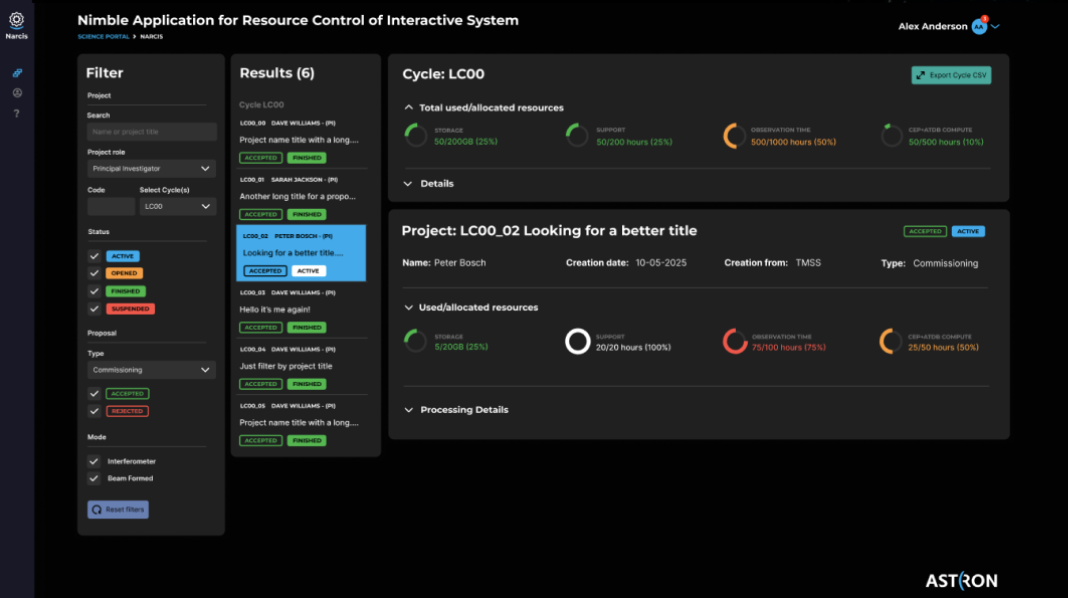 Narcis
Nimble Application for Resource Control of Interactive System
SCIENCE PORTAL > NARCIS
Alex Anderson AA 1
?
Filter
Project
Search
Name or project title
Project role
Principal Investigator
Code Select Cycle(s)
LC00
Status
ACTIVE
OPENED
FINISHED
SUSPENDED
Proposal
Type
Commissioning
ACCEPTED
REJECTED
Mode
Interferometer
Beam Formed
Reset filters
Results (6)
Cycle LC00
LC00_00 DAVE WILLIAMS - (PI)
Project name title with a long....
ACCEPTED FINISHED
LC00_01 SARAH JACKSON - (PI)
Another long title for a propo...
ACCEPTED FINISHED
LC00_02 PETER BOSCH - (PI)
Looking for a better title....
ACCEPTED ACTIVE
LC00_03 DAVE WILLIAMS - (PI)
Hello it's me again!
ACCEPTED FINISHED
LC00_04 DAVE WILLIAMS - (PI)
Just filter by project title
ACCEPTED FINISHED
LC00_05 DAVE WILLIAMS - (PI)
Project name title with a long....
ACCEPTED FINISHED
Cycle: LC00
Export Cycle CSV
Total used/allocated resources
STORAGE
50/200GB (25%)
SUPPORT
50/200 hours (25%)
OBSERVATION TIME
500/1000 hours (50%)
CEP+ATDB COMPUTE
50/500 hours (10%)
Details
Project: LC00_02 Looking for a better title
ACCEPTED ACTIVE
Name: Peter Bosch Creation date: 10-05-2025 Creation from: TMSS Type: Commissioning
Used/allocated resources
STORAGE
5/20GB (25%)
SUPPORT
20/20 hours (100%)
OBSERVATION TIME
75/100 hours (75%)
CEP+ATDB COMPUTE
25/50 hours (50%)
Processing Details
ASTRON